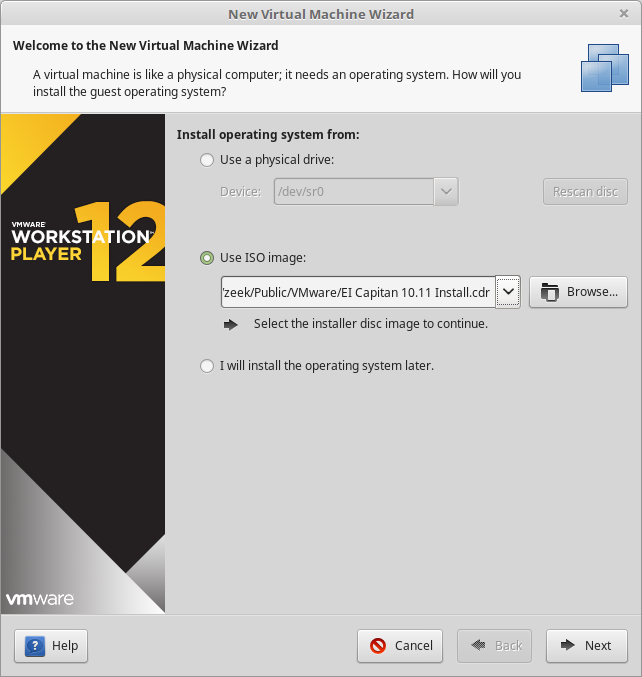 New Virtual Machine Wizard
Welcome to the New Virtual Machine Wizard
A virtual machine is like a physical computer; it needs an operating system. How will you
install the guest operating system?
VMWARE®
WORKSTATION™
PLAYER
12
Install operating system from:
Use a physical drive:
Device:
/dev/sr0
Rescan disc
Use ISO image:
'zeek/Public/VMware/EI Capitan 10.11 Install.cdr
Browse...
Select the installer disc image to continue.
I will install the operating system later.
vmware
? Help
Cancel
Back
Next